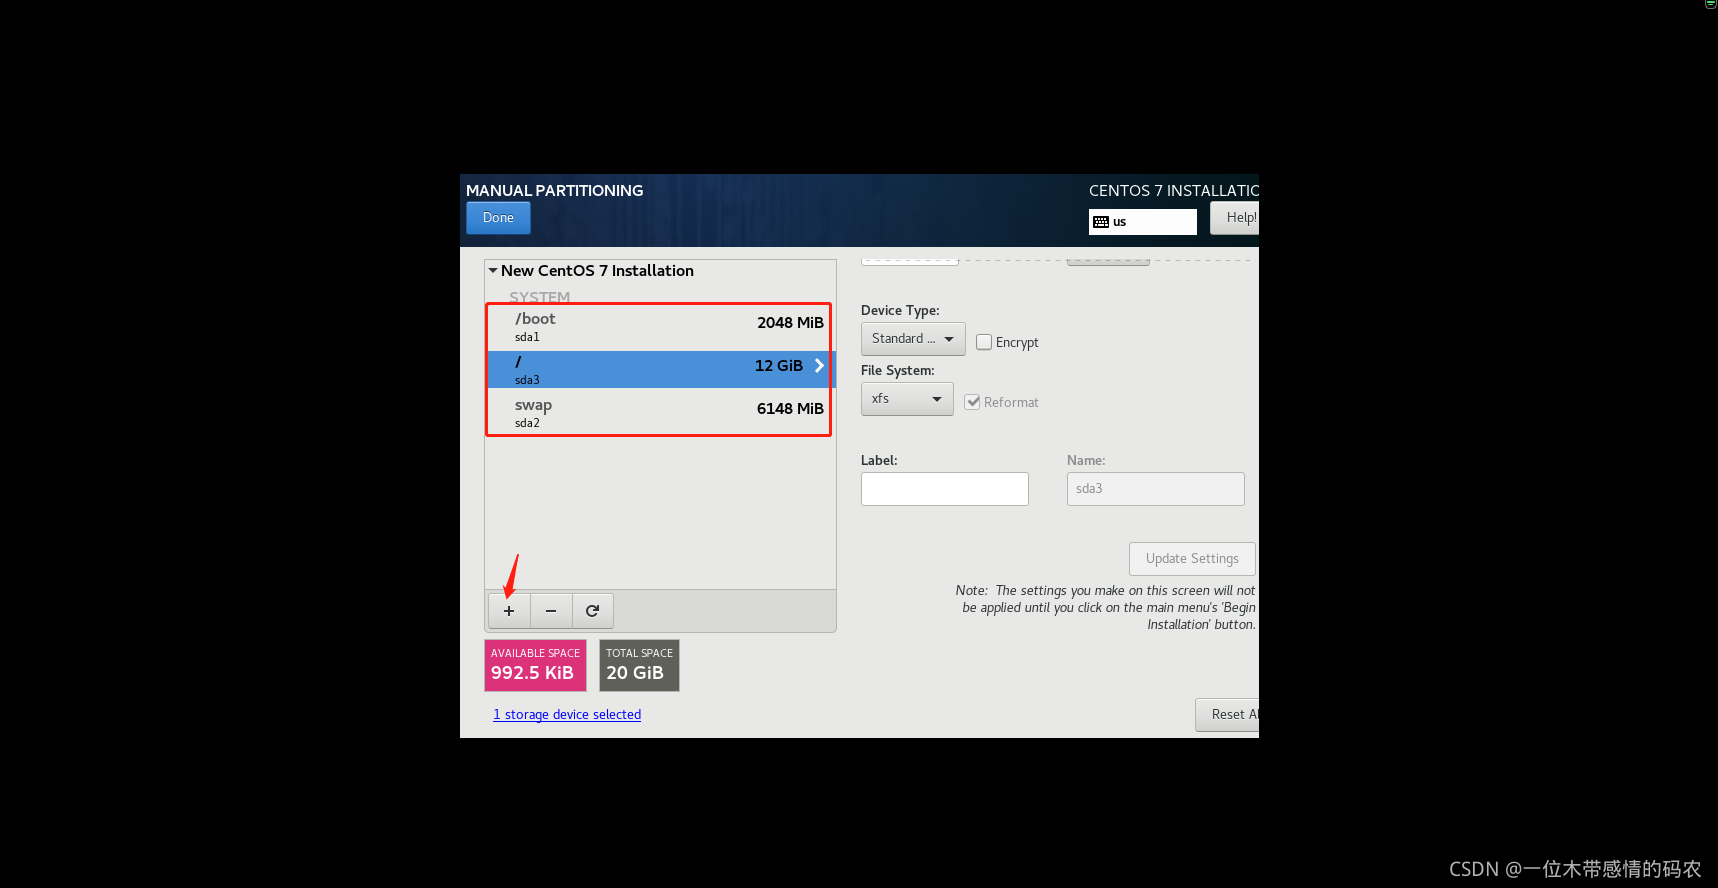 MANUAL PARTITIONING
CENTOS 7 INSTALLATIO
Done
us
Help!
New CentOS 7 Installation
SYSTEM
/boot
2048 MiB
sda1
/
12 GiB
sda3
swap
6148 MiB
sda2
Device Type:
Standard ...
Encrypt
File System:
xfs
Reformat
Label:
Name:
sda3
Update Settings
Note: The settings you make on this screen will not
be applied until you click on the main menu's 'Begin
Installation' button.
+
−
AVAILABLE SPACE
992.5 KiB
TOTAL SPACE
20 GiB
1 storage device selected
Reset Al
CSDN @一位木带感情的码农